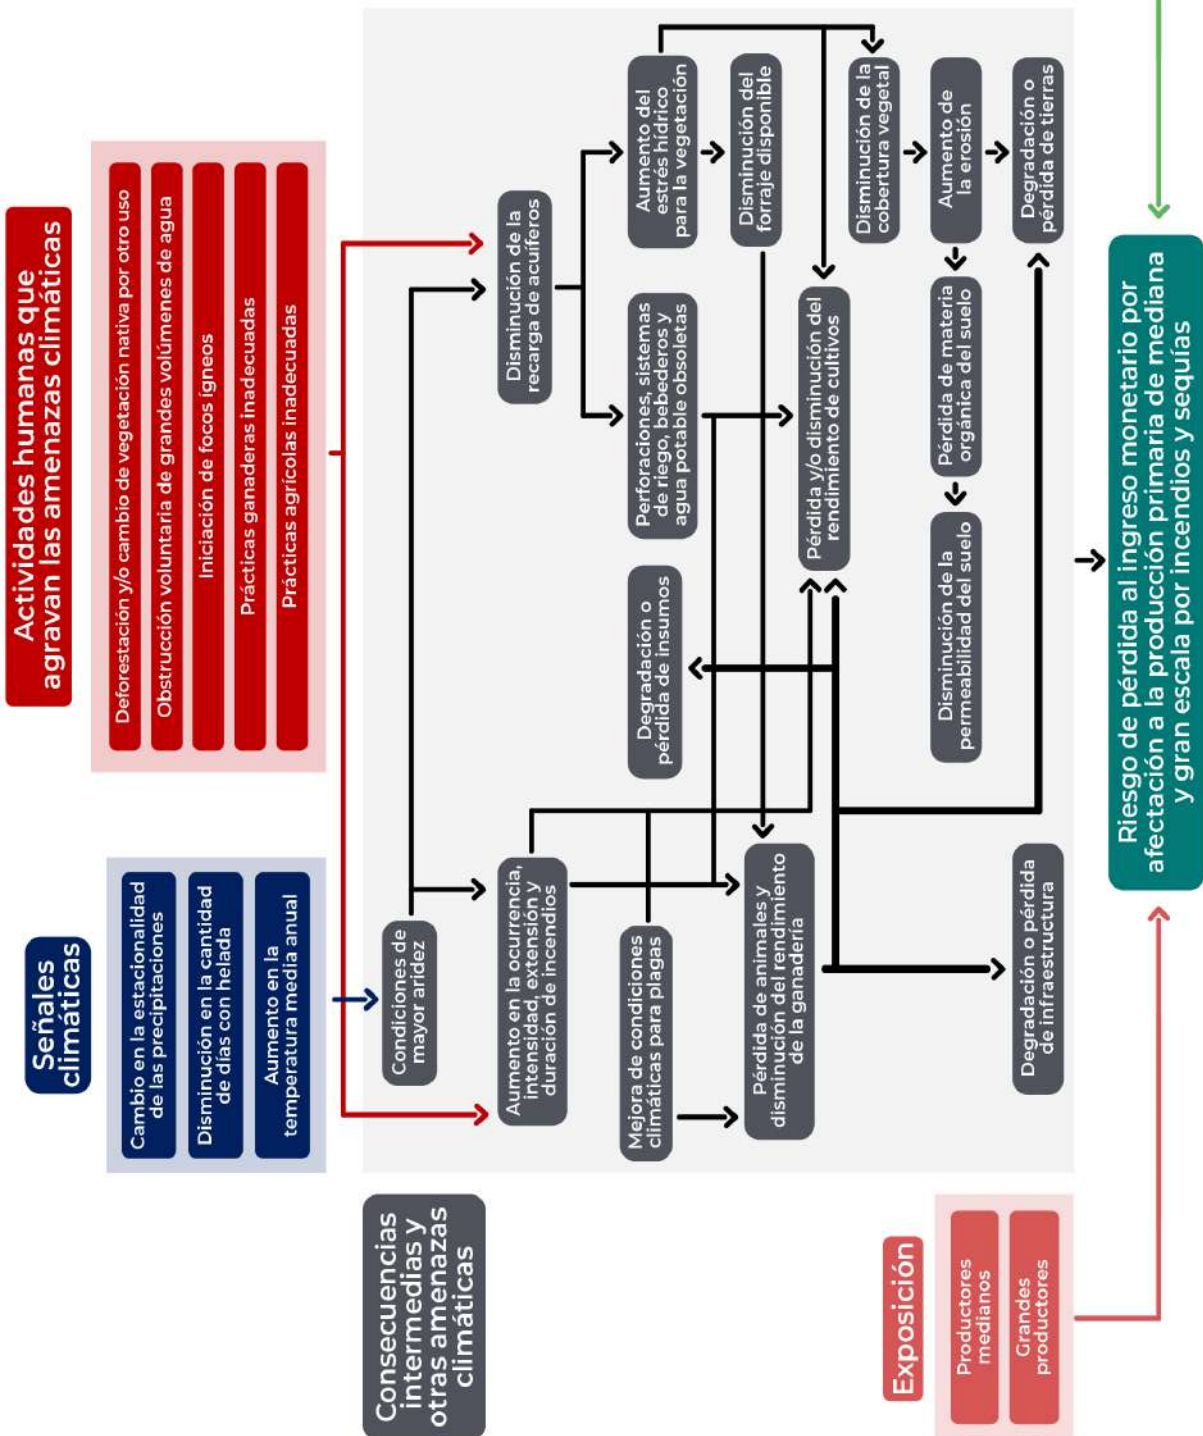 Señales
climáticas
Cambio en la estacionalidad
de las precipitaciones
Disminución en la cantidad
de días con helada
Aumento en la
temperatura media anual
Actividades humanas que
agravan las amenazas climáticas
Deforestación y/o cambio de vegetación nativa por otro uso
Obstrucción voluntaria de grandes volúmenes de agua
Iniciación de focos ígneos
Prácticas ganaderas inadecuadas
Prácticas agrícolas inadecuadas
Consecuencias
intermedias y
otras amenazas
climáticas
Condiciones de
mayor aridez
Aumento en la ocurrencia,
intensidad, extensión y
duración de incendios
Disminución de la
recarga de acuíferos
Mejora de condiciones
climáticas para plagas
Degradación o
pérdida de insumos
Perforaciones, sistemas
de riego, bebederos y
agua potable obsoletas
Aumento del
estrés hídrico
para la vegetación
Disminución del
forraje disponible
Pérdida de animales y
disminución del rendimiento
de la ganadería
Pérdida y/o disminución del
rendimiento de cultivos
Disminución de la
cobertura vegetal
Disminución de la
permeabilidad del suelo
Pérdida de materia
orgánica del suelo
Aumento de
la erosión
Degradación o pérdida
de infraestructura
Degradación o
pérdida de tierras
Exposición
Productores
medianos
Grandes
productores
Riesgo de pérdida al ingreso monetario por
afectación a la producción primaria de mediana
y gran escala por incendios y sequías